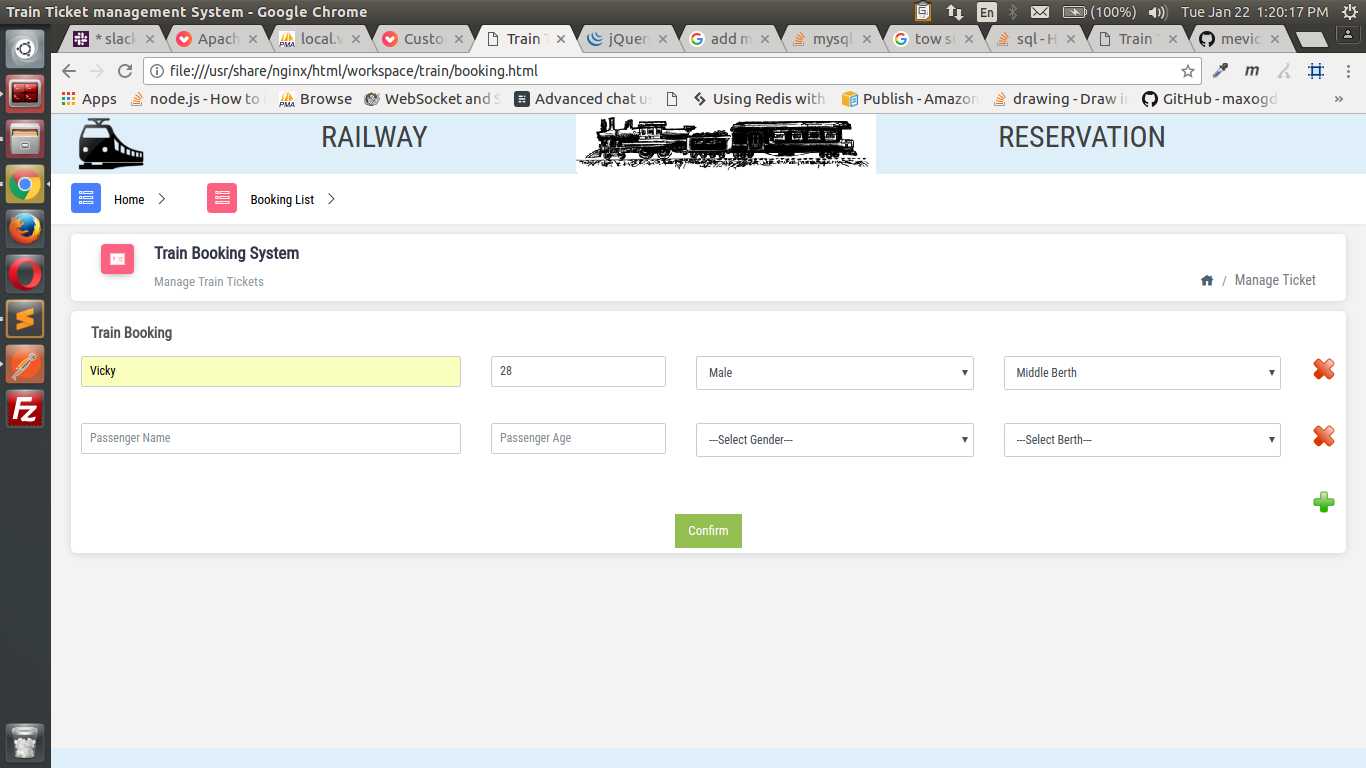 Train Ticket management System - Google Chrome
En (100%) Tue Jan 22 1:20:17 PM
* slac Apach local.v Custo Train jQuer add m mysql tow su sql - H Train mevic
file:///usr/share/nginx/html/workspace/train/booking.html
Apps node.js - How to Browse WebSocket and S Advanced chat u Using Redis with Publish - Amazon drawing - Draw i GitHub - maxogd »
RAILWAY RESERVATION
Home Booking List
Train Booking System
Manage Train Tickets
/ Manage Ticket
Train Booking
Vicky 28 Male Middle Berth
Passenger Name Passenger Age ---Select Gender--- ---Select Berth---
Confirm